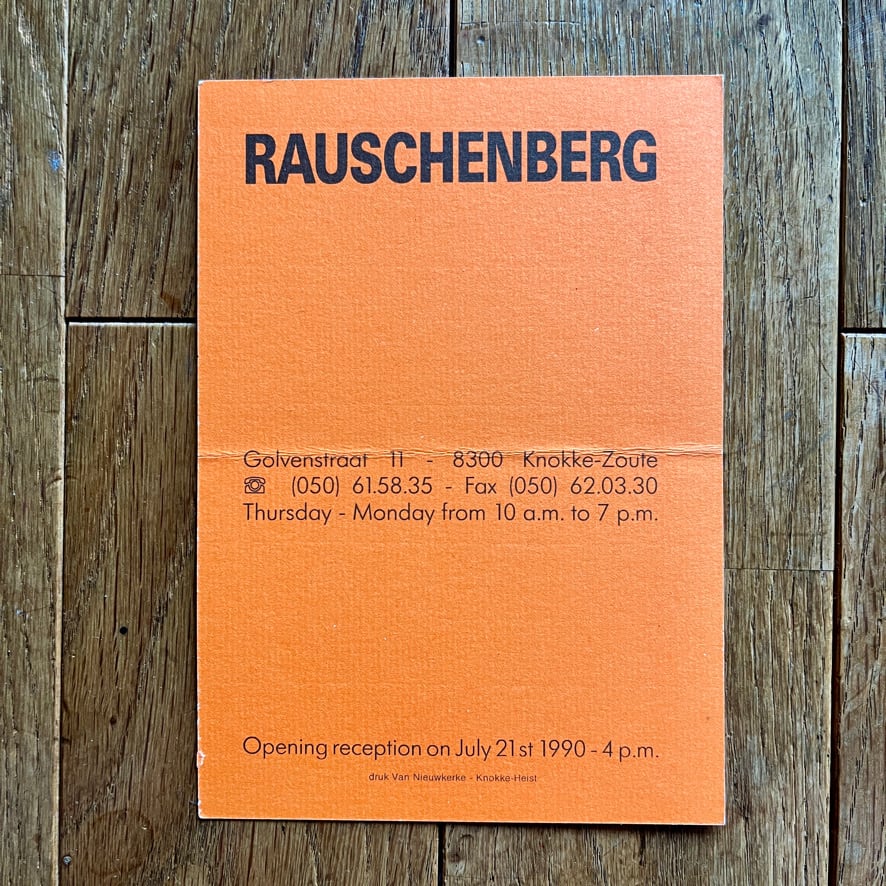 RAUSCHENBERG
Golvenstraat 11 - 8300 Knokke-Zoute
☏ (050) 61.58.35 - Fax (050) 62.03.30
Thursday - Monday from 10 a.m. to 7 p.m.
Opening reception on July 21st 1990 - 4 p.m.
druk Van Nieuwkerke - Knokke-Heist